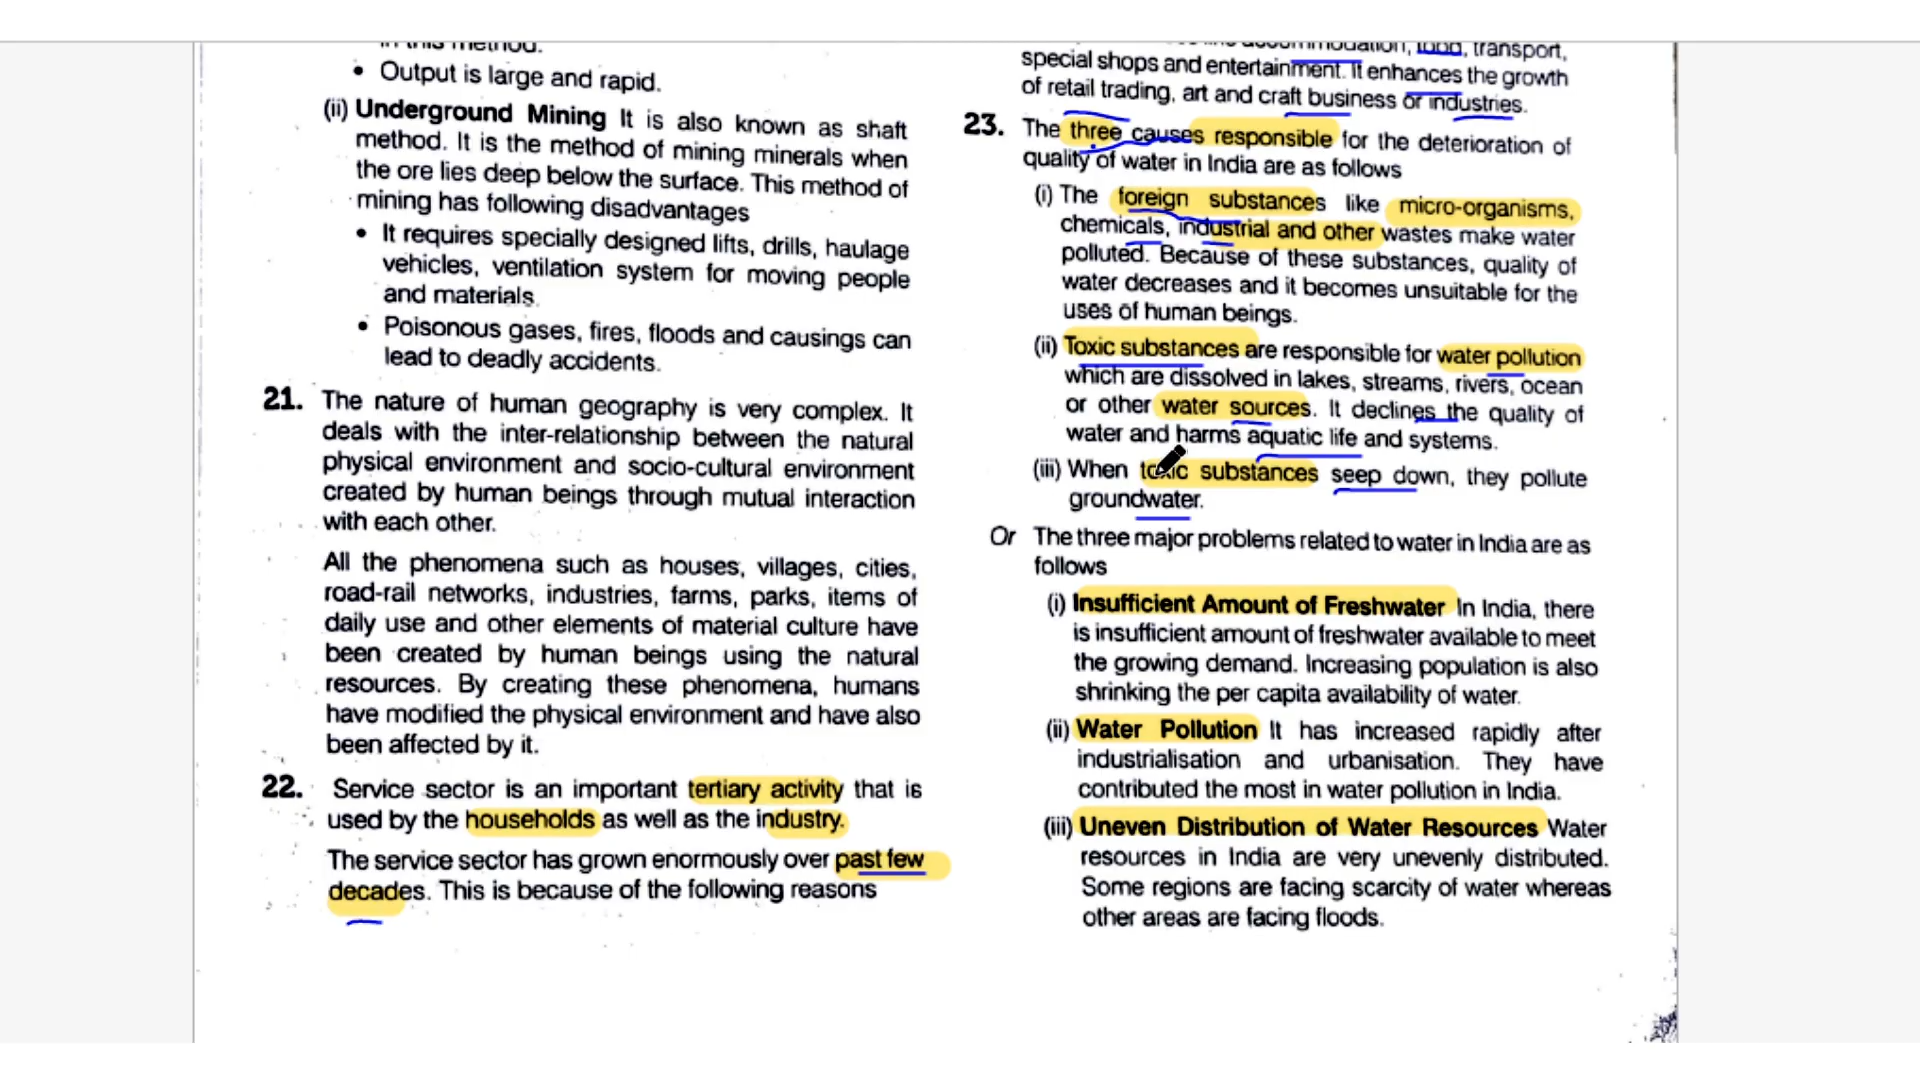 in this method.
• Output is large and rapid.
(ii) Underground Mining It is also known as shaft
method. It is the method of mining minerals when
the ore lies deep below the surface. This method of
mining has following disadvantages
• It requires specially designed lifts, drills, haulage
vehicles, ventilation system for moving people
and materials.
• Poisonous gases, fires, floods and causings can
lead to deadly accidents.
21. The nature of human geography is very complex. It
deals with the inter-relationship between the natural
physical environment and socio-cultural environment
created by human beings through mutual interaction
with each other.
All the phenomena such as houses, villages, cities,
road-rail networks, industries, farms, parks, items of
daily use and other elements of material culture have
been created by human beings using the natural
resources. By creating these phenomena, humans
have modified the physical environment and have also
been affected by it.
22. Service sector is an important tertiary activity that is
used by the households as well as the industry.
The service sector has grown enormously over past few
decades. This is because of the following reasons
accommodation, food, transport,
special shops and entertainment. It enhances the growth
of retail trading, art and craft business or industries.
23. The three causes responsible for the deterioration of
quality of water in India are as follows
(i) The foreign substances like micro-organisms,
chemicals, industrial and other wastes make water
polluted. Because of these substances, quality of
water decreases and it becomes unsuitable for the
uses of human beings.
(ii) Toxic substances are responsible for water pollution
which are dissolved in lakes, streams, rivers, ocean
or other water sources. It declines the quality of
water and harms aquatic life and systems.
(iii) When toxic substances seep down, they pollute
groundwater.
Or The three major problems related to water in India are as
follows
(i) Insufficient Amount of Freshwater In India, there
is insufficient amount of freshwater available to meet
the growing demand. Increasing population is also
shrinking the per capita availability of water.
(ii) Water Pollution It has increased rapidly after
industrialisation and urbanisation. They have
contributed the most in water pollution in India.
(iii) Uneven Distribution of Water Resources Water
resources in India are very unevenly distributed.
Some regions are facing scarcity of water whereas
other areas are facing floods.